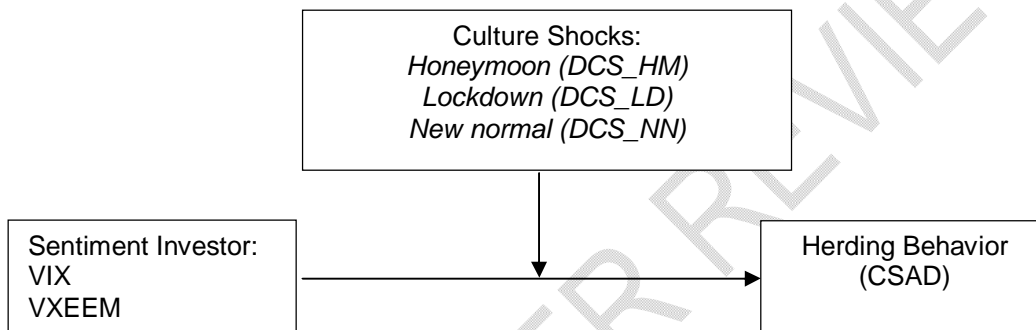 Culture Shocks:
Honeymoon (DCS_HM)
Lockdown (DCS_LD)
New normal (DCS_NN)
Sentiment Investor:
VIX
VXEEM
Herding Behavior
(CSAD)